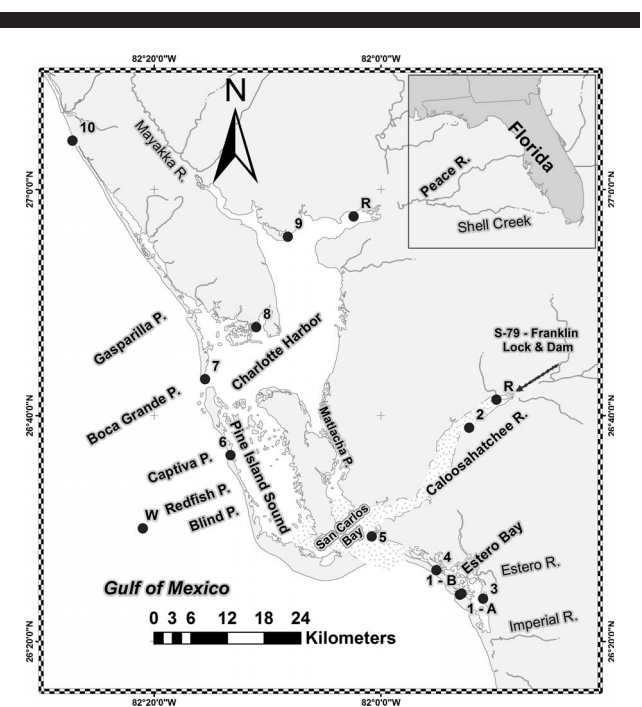 82°20'0"W
82°0'0"W
N
10
Mayakka R.
Florida
Peace R.
Shell Creek
27°0'0"N
27°0'0"N
R
9
8
Gasparilla P.
Charlotte Harbor
S-79 - Franklin
Lock & Dam
7
R
Boca Grande P.
Matlacha P.
2
26°40'0"N
26°40'0"N
Caloosahatchee R.
6
Pine Island Sound
Captiva P.
Redfish P.
W
Blind P.
San Carlos
Bay
5
4
Estero Bay
Estero R.
1 - B
3
1 - A
Imperial R.
Gulf of Mexico
0 3 6 12 18 24
Kilometers
26°20'0"N
26°20'0"N
82°20'0"W
82°0'0"W